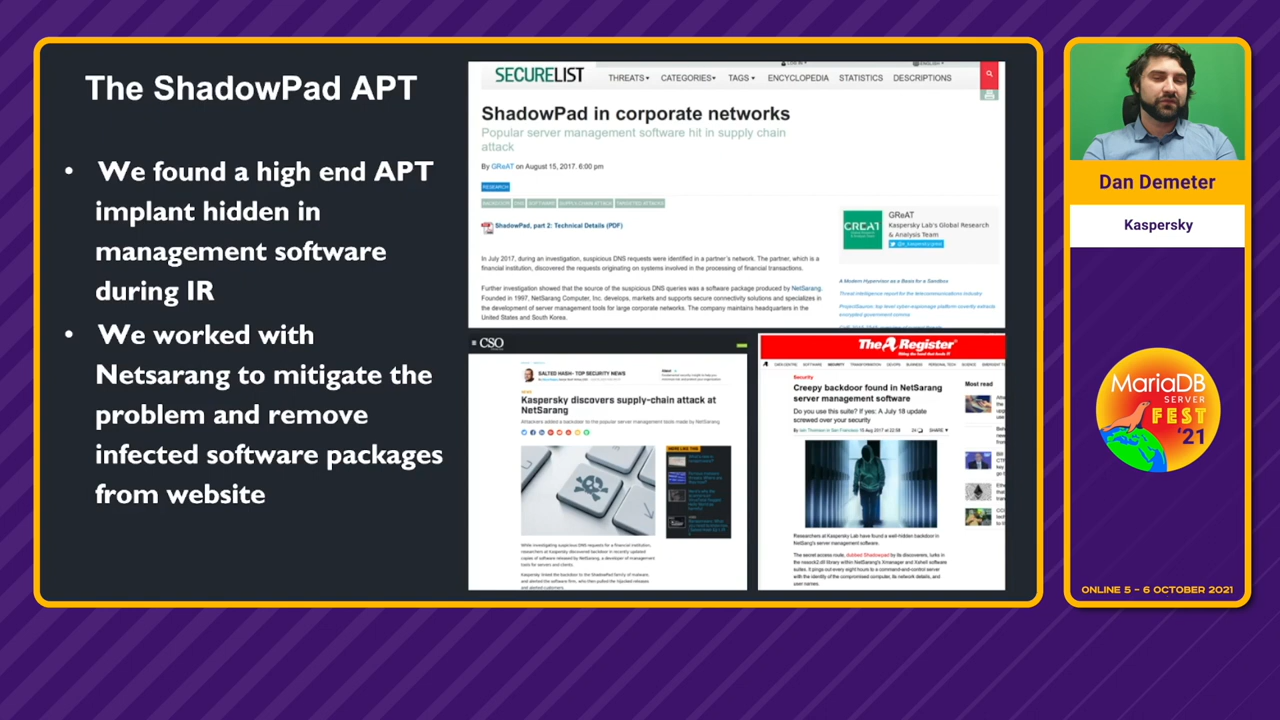 The ShadowPad APT
• We found a high end APT
implant hidden in
management software
during IR
• We worked with
Netsarang to mitigate the
problem and remove
infected software packages
from website
SECURELIST
THREATS CATEGORIES TAGS ENCYCLOPEDIA STATISTICS DESCRIPTIONS
ShadowPad in corporate networks
Popular server management software hit in supply chain
attack
By GReAT on August 15, 2017. 6:00 pm
RESEARCH
ShadowPad, part 2: Technical Details (PDF)
In July 2017, during an investigation, suspicious DNS requests were identified in a partner's network. The partner, which is a
financial institution, discovered the requests originating on systems involved in the processing of financial transactions.
Further investigation showed that the source of the suspicious DNS queries was a software package produced by NetSarang.
Founded in 1997, NetSarang Computer, Inc. develops, markets and supports secure connectivity solutions and specializes in
the development of server management tools for large corporate networks. The company maintains headquarters in the
United States and South Korea.
GREAT
GReAT
Kaspersky Lab's Global Research
& Analysis Team
A Modern Hypervisor as a Basis for a Sandbox
Threat intelligence report for the telecommunications industry
CSO
SALTED HASH- TOP SECURITY NEWS
Kaspersky discovers supply-chain attack at
NetSarang
Attackers added a backdoor to the popular server management tools made by NetSarang
MORE LIKE THIS
While investigating suspicious DNS requests for a financial institution,
researchers at Kaspersky discovered backdoor in recently updated
copies of software released by NetSarang, a developer of management
tools for servers and clients.
Kaspersky linked the backdoor to the ShadowPad family of malware,
and alerted the software firm, who then pulled the hijacked releases
and alerted customers.
The Register
Biting the hand that feeds IT
DATA CENTRE SOFTWARE SECURITY TRANSFORMATION DEVOPS BUSINESS PERSONAL TECH SCIENCE
Security
Creepy backdoor found in NetSarang
server management software
Do you use this suite? If yes: A July 18 update
screwed over your security
By Iain Thomson in San Francisco 15 Aug 2017 at 22:59 SHARE
Most read
Researchers at Kaspersky Lab have found a well-hidden backdoor in
NetSarang's server management software.
The secret access route, dubbed Shadowpad by its discoverers, lurks in
the nssock2.dll library within NetSarang's Xmanager and Xshell software
suites. It pings out every eight hours to a command-and-control server
with the identity of the compromised computer, its network details, and
user names.
Dan Demeter
Kaspersky
MariaDB
SERVER
FEST
'21
ONLINE 5 – 6 OCTOBER 2021